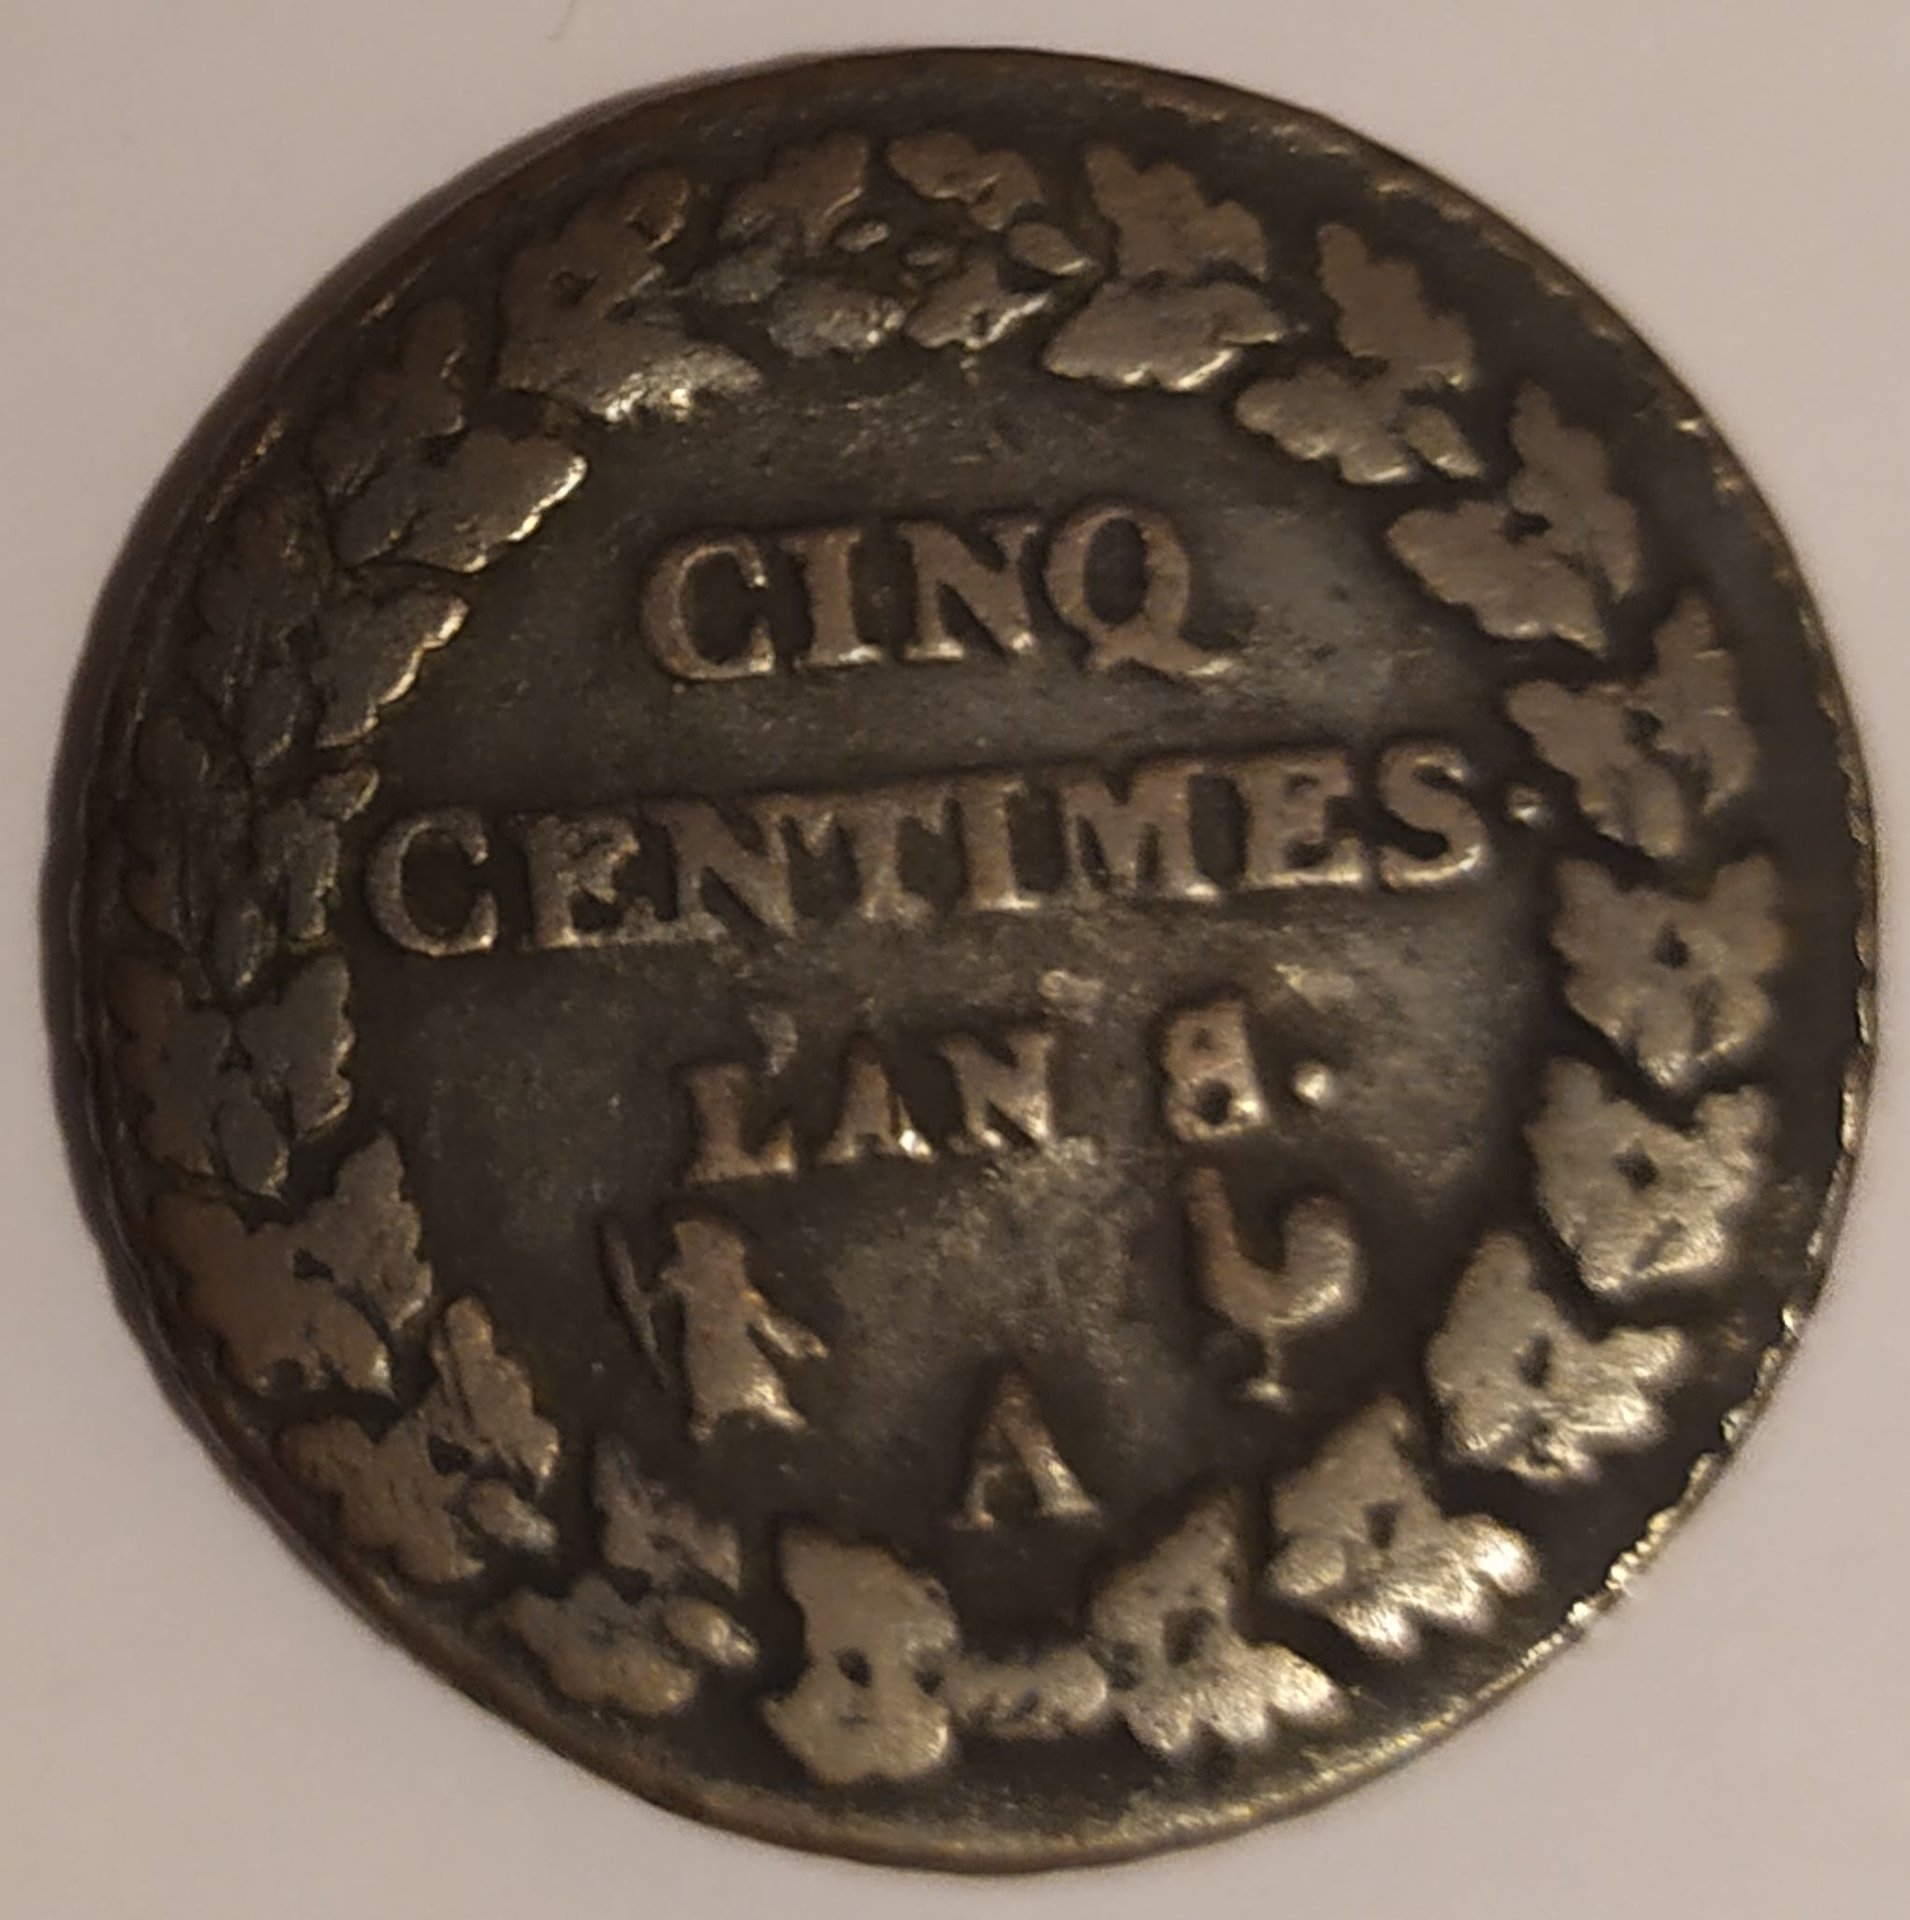 CINQ
CENTIMES.
L'AN 8.
A